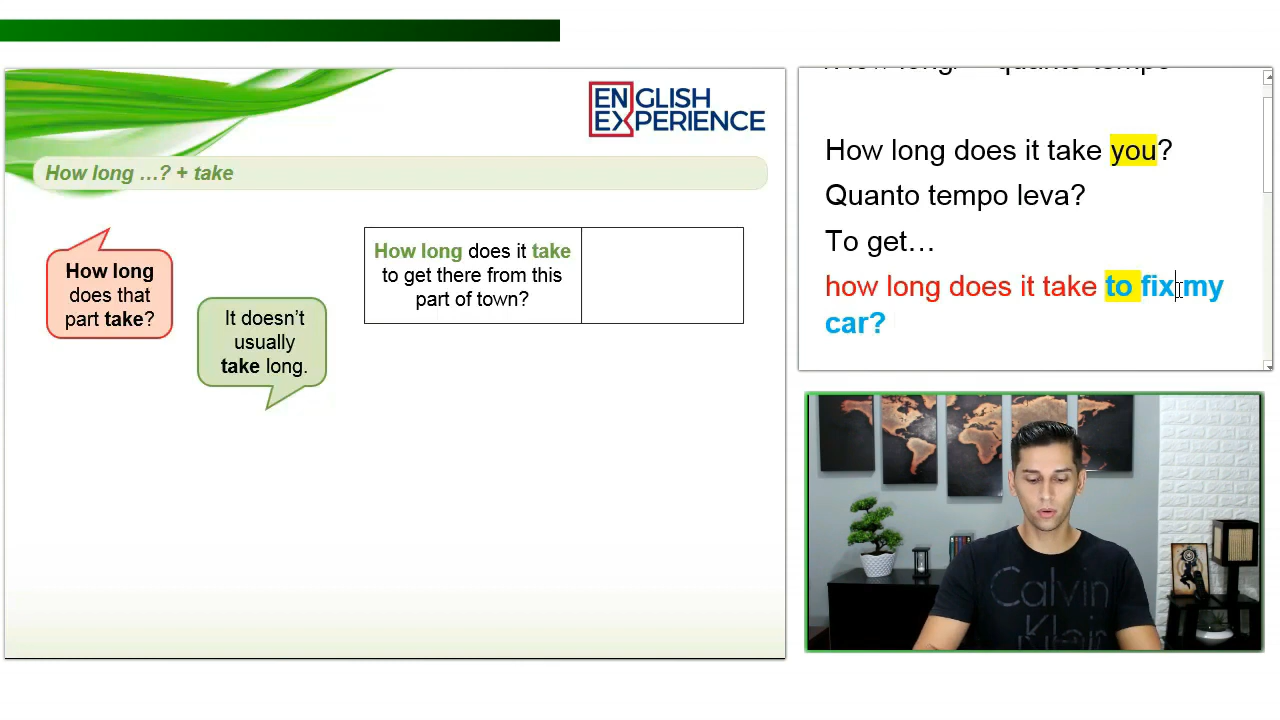 ENGLISH
EXPERIENCE
How long …? + take
How long
does that
part take?
It doesn’t
usually
take long.
How long does it take
to get there from this
part of town?
How long does it take you?
Quanto tempo leva?
To get…
how long does it take to fix my
car?
Calvin
Klein